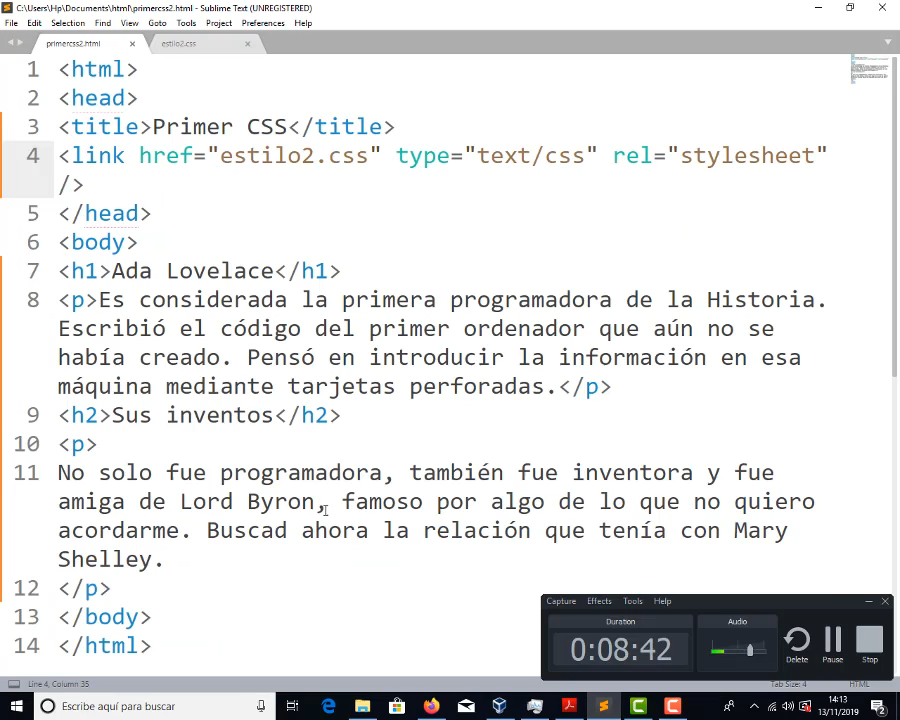 C:\Users\Hp\Documents\html\primercss2.html - Sublime Text (UNREGISTERED)
File Edit Selection Find View Goto Tools Project Preferences Help
primercss2.html × estilo2.css ×
1 <html>
2 <head>
3 <title>Primer CSS</title>
4 <link href="estilo2.css" type="text/css" rel="stylesheet"
/>
5 </head>
6 <body>
7 <h1>Ada Lovelace</h1>
8 <p>Es considerada la primera programadora de la Historia.
Escribió el código del primer ordenador que aún no se
había creado. Pensó en introducir la información en esa
máquina mediante tarjetas perforadas.</p>
9 <h2>Sus inventos</h2>
10 <p>
11 No solo fue programadora, también fue inventora y fue
amiga de Lord Byron, famoso por algo de lo que no quiero
acordarme. Buscad ahora la relación que tenía con Mary
Shelley.
12 </p>
13 </body>
14 </html>
Capture Effects Tools Help
Duration Audio
0:08:42
Delete Pause Stop
Line 4, Column 35 Tab Size: 4 HTML
Escribe aquí para buscar
14:13
13/11/2019
2